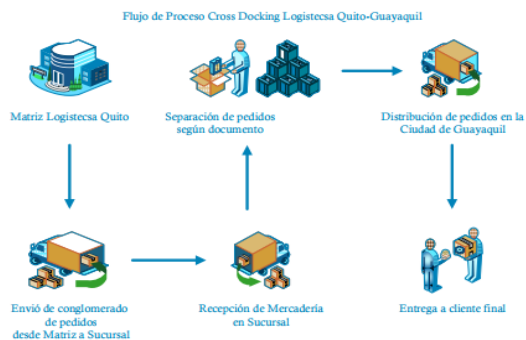 Flujo de Proceso Cross Docking Logistecsa Quito-Guayaquil
Matriz Logistecsa Quito
Separación de pedidos
según documento
Distribución de pedidos en la
Ciudad de Guayaquil
Envió de conglomerado
de pedidos
desde Matriz a Sucursal
Recepción de Mercadería
en Sucursal
Entrega a cliente final